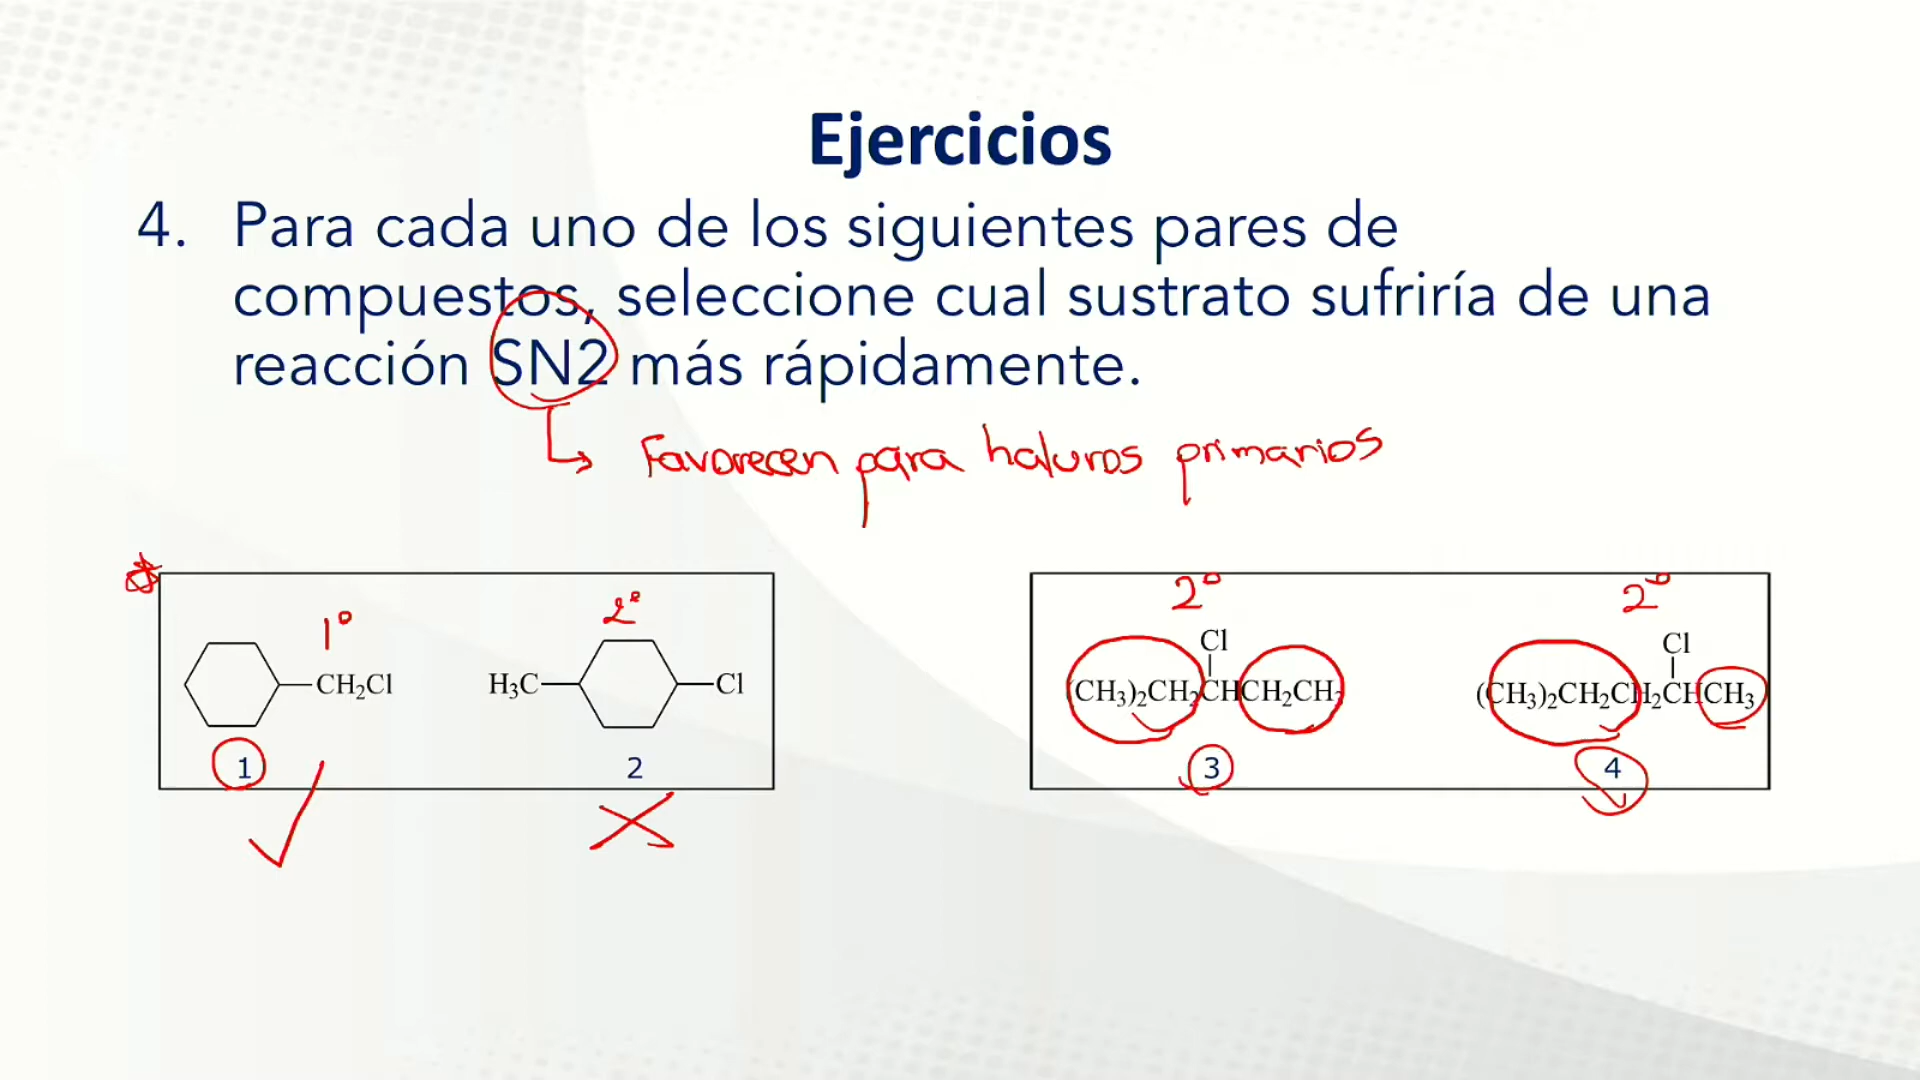 Ejercicios
4. Para cada uno de los siguientes pares de
compuestos, seleccione cual sustrato sufriría de una
reacción SN2 más rápidamente.
Favorecen para haluros primarios
1° 2° 2° 2°
Cl Cl
CH₂Cl H₃C Cl (CH₃)₂CH₂CHCH₂CH₃ (CH₃)₂CH₂CH₂CHCH₃
1 2 3 4